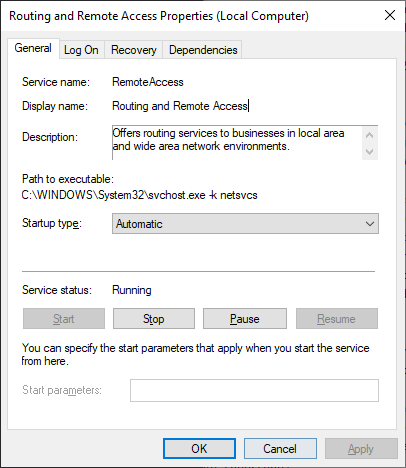 Routing and Remote Access Properties (Local Computer)
General Log On Recovery Dependencies
Service name: RemoteAccess
Display name: Routing and Remote Access
Description: Offers routing services to businesses in local area
and wide area network environments.
Path to executable:
C:\WINDOWS\System32\svchost.exe -k netsvcs
Startup type: Automatic
Service status: Running
Start Stop Pause Resume
You can specify the start parameters that apply when you start the service
from here.
Start parameters:
OK Cancel Apply